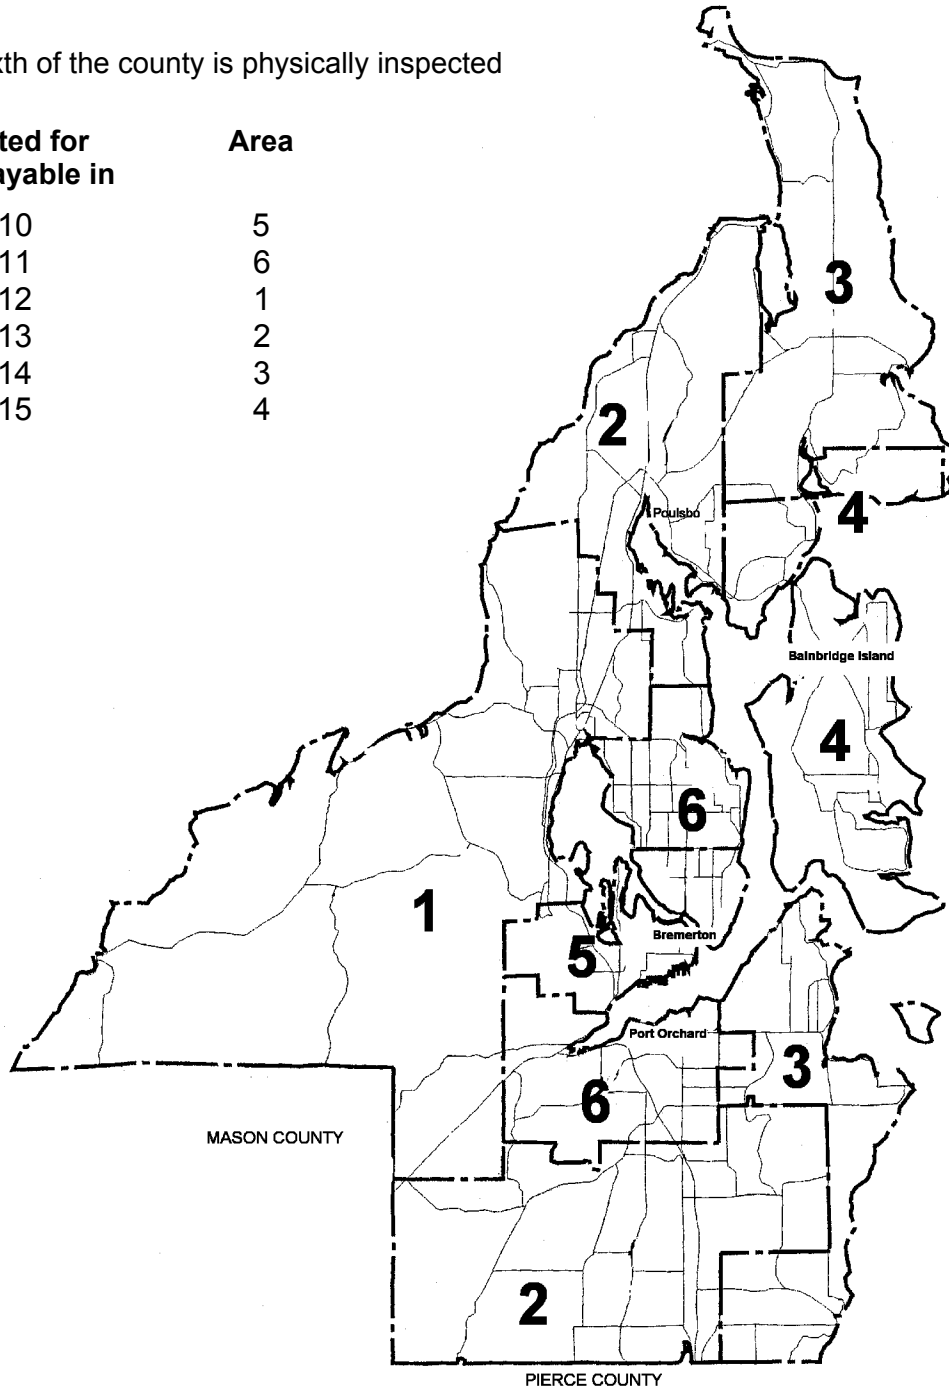 xth of the county is physically inspected
ted for Area
ayable in
10 5
11 6
12 1
13 2
14 3
15 4
3
2
4
Poulsbo
Bainbridge Island
4
6
1
Bremerton
5
Port Orchard
3
6
MASON COUNTY
2
PIERCE COUNTY